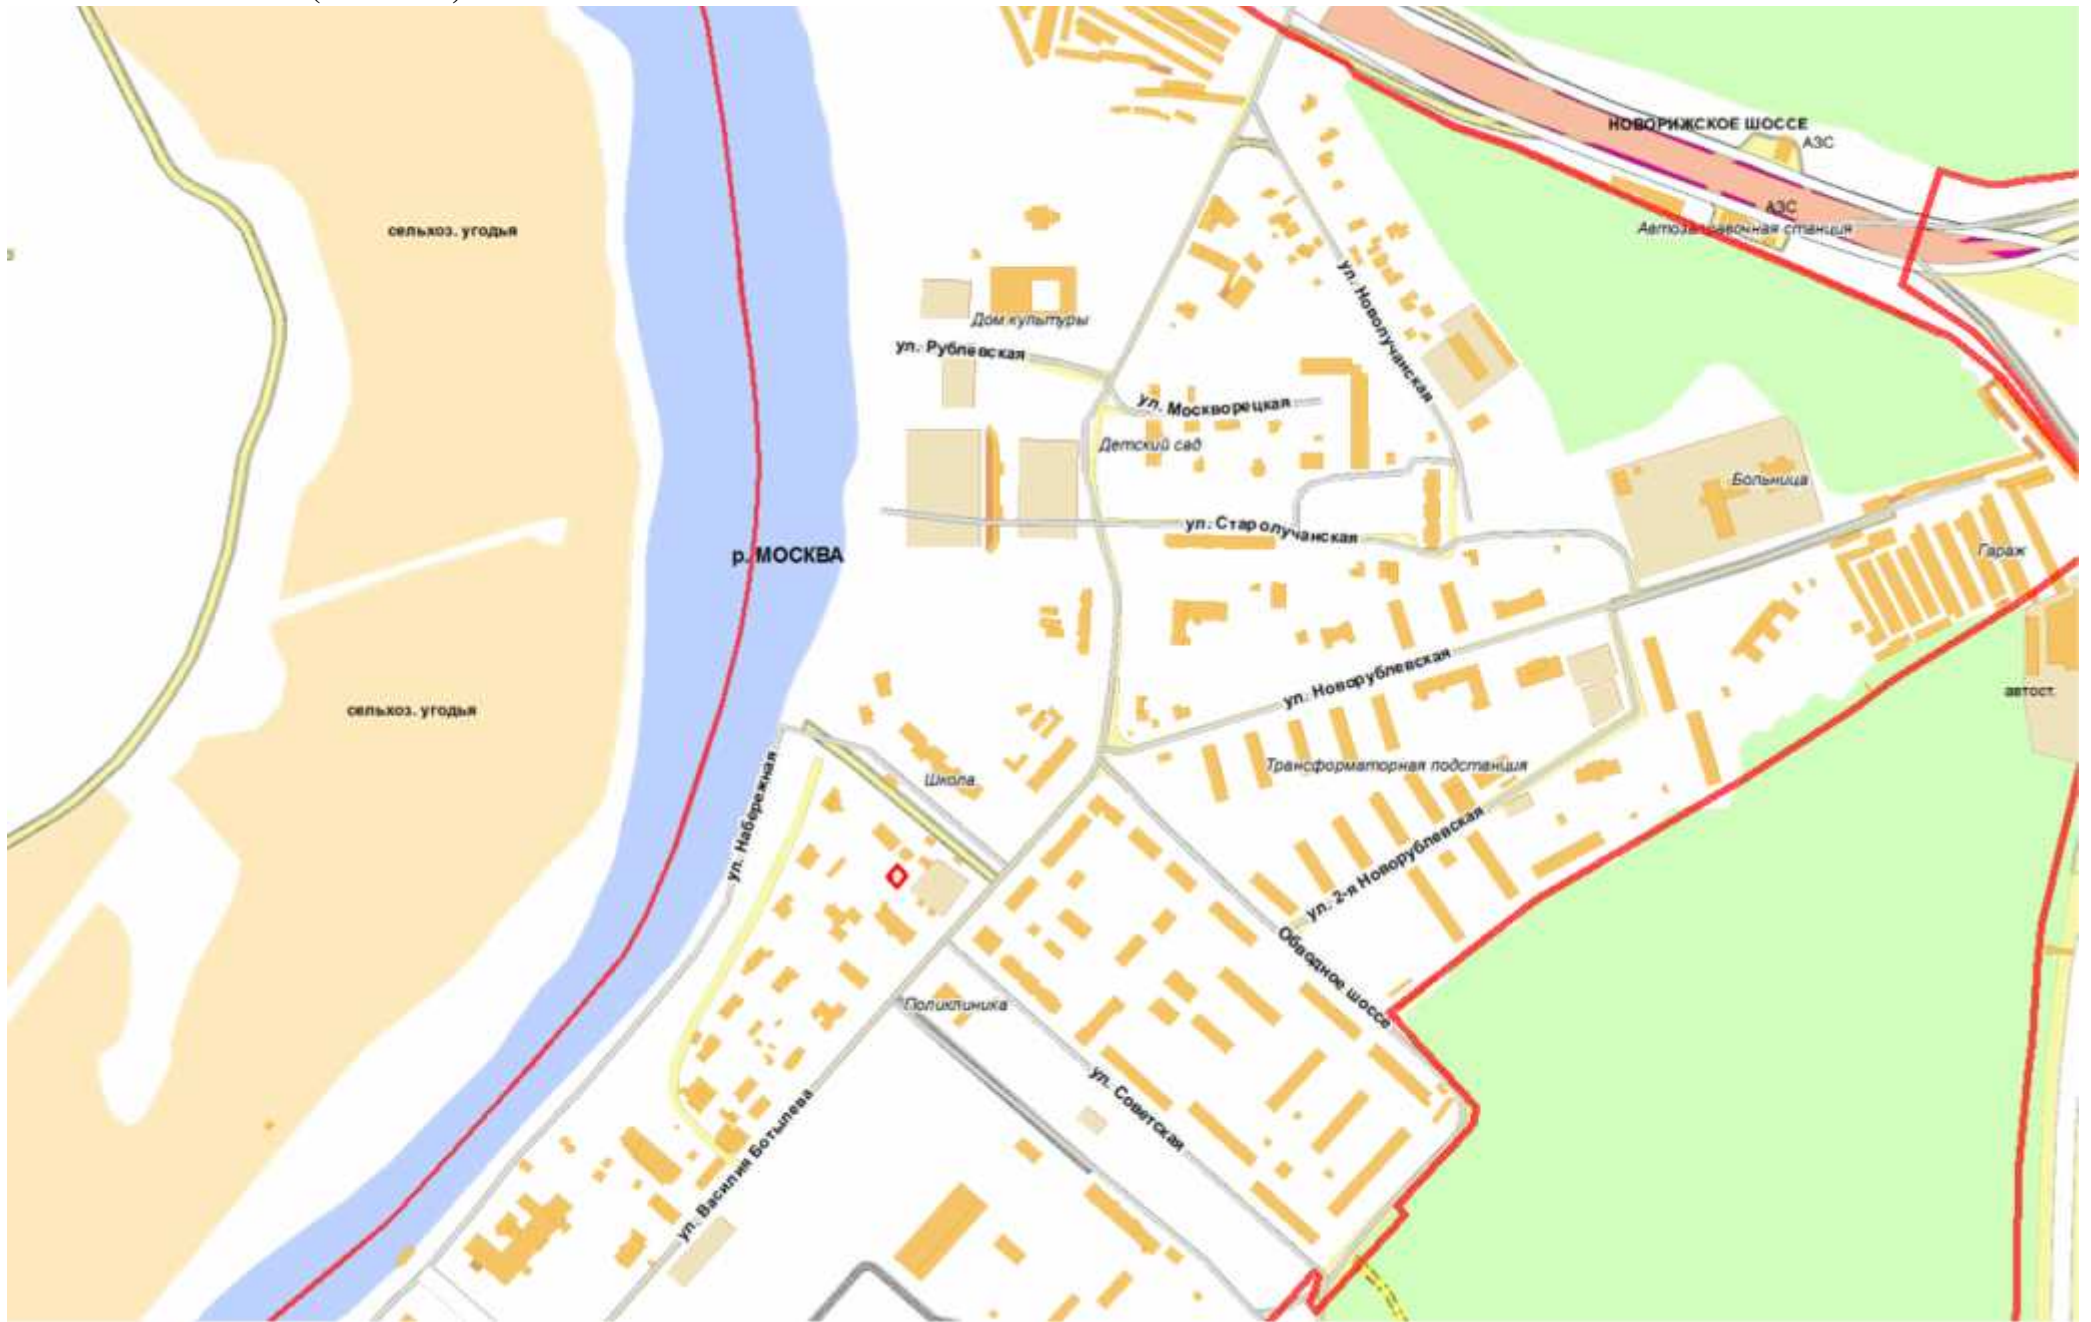 НОВОРИЖСКОЕ ШОССЕ
АЗС
АЗС
Автозаправочная станция
сельхоз. угодья
ул. Новолучанская
Дом культуры
ул. Рублевская
ул. Москворецкая
Детский сад
Больница
ул. Старолучанская
р. МОСКВА
Гараж
ул. Новорублевская
автост.
сельхоз. угодья
Трансформаторная подстанция
Школа
ул. Набережная
ул. 2-я Новорублевская
Обводное шоссе
Поликлиника
ул. Советская
ул. Василия Ботылева